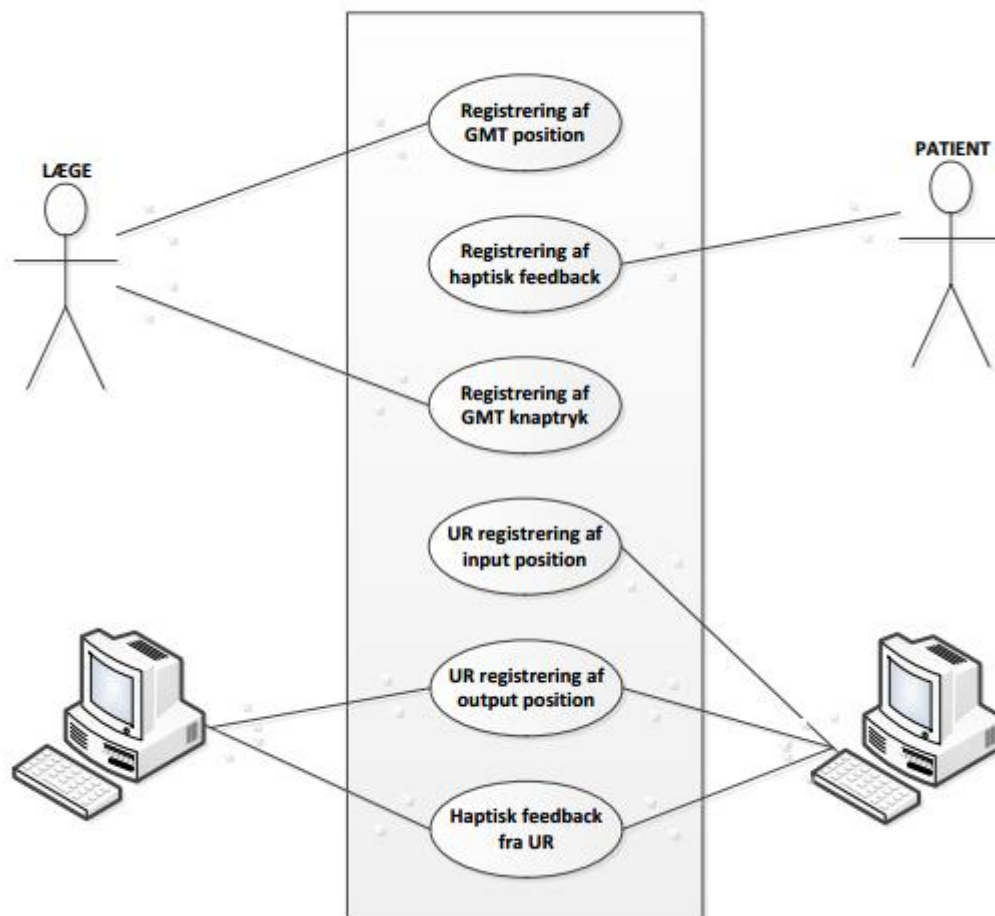 Registrering af
GMT position
LÆGE
PATIENT
Registrering af
haptisk feedback
Registrering af
GMT knaptryk
UR registrering af
input position
UR registrering af
output position
Haptisk feedback
fra UR